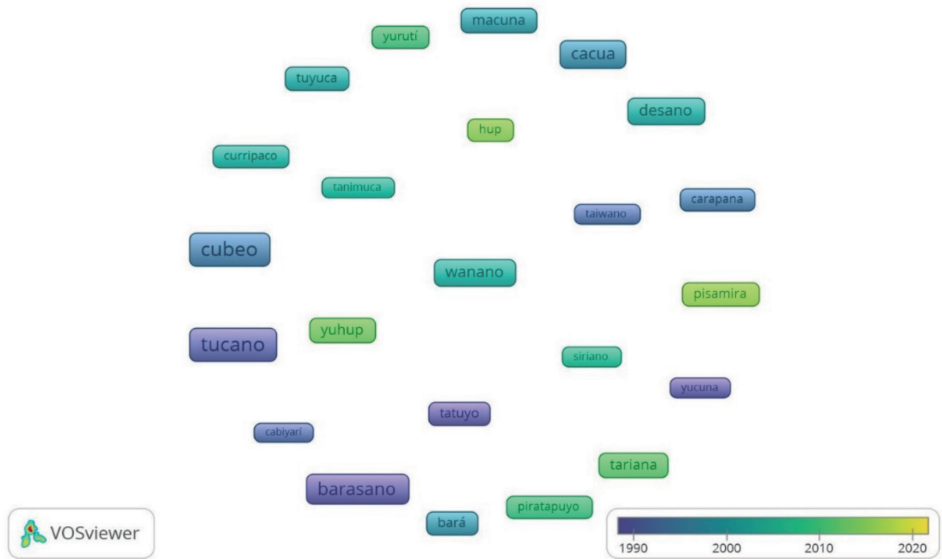 macuna
yurutí
cacua
tuyuca
desano
hup
curripaco
tanimuca
carapana
taiwano
cubeo
wanano
pisamira
yuhup
tucano
siriano
yucuna
tatuyo
cabiyari
tariana
barasano
piratapuyo
bará
VOSviewer
1990 2000 2010 2020